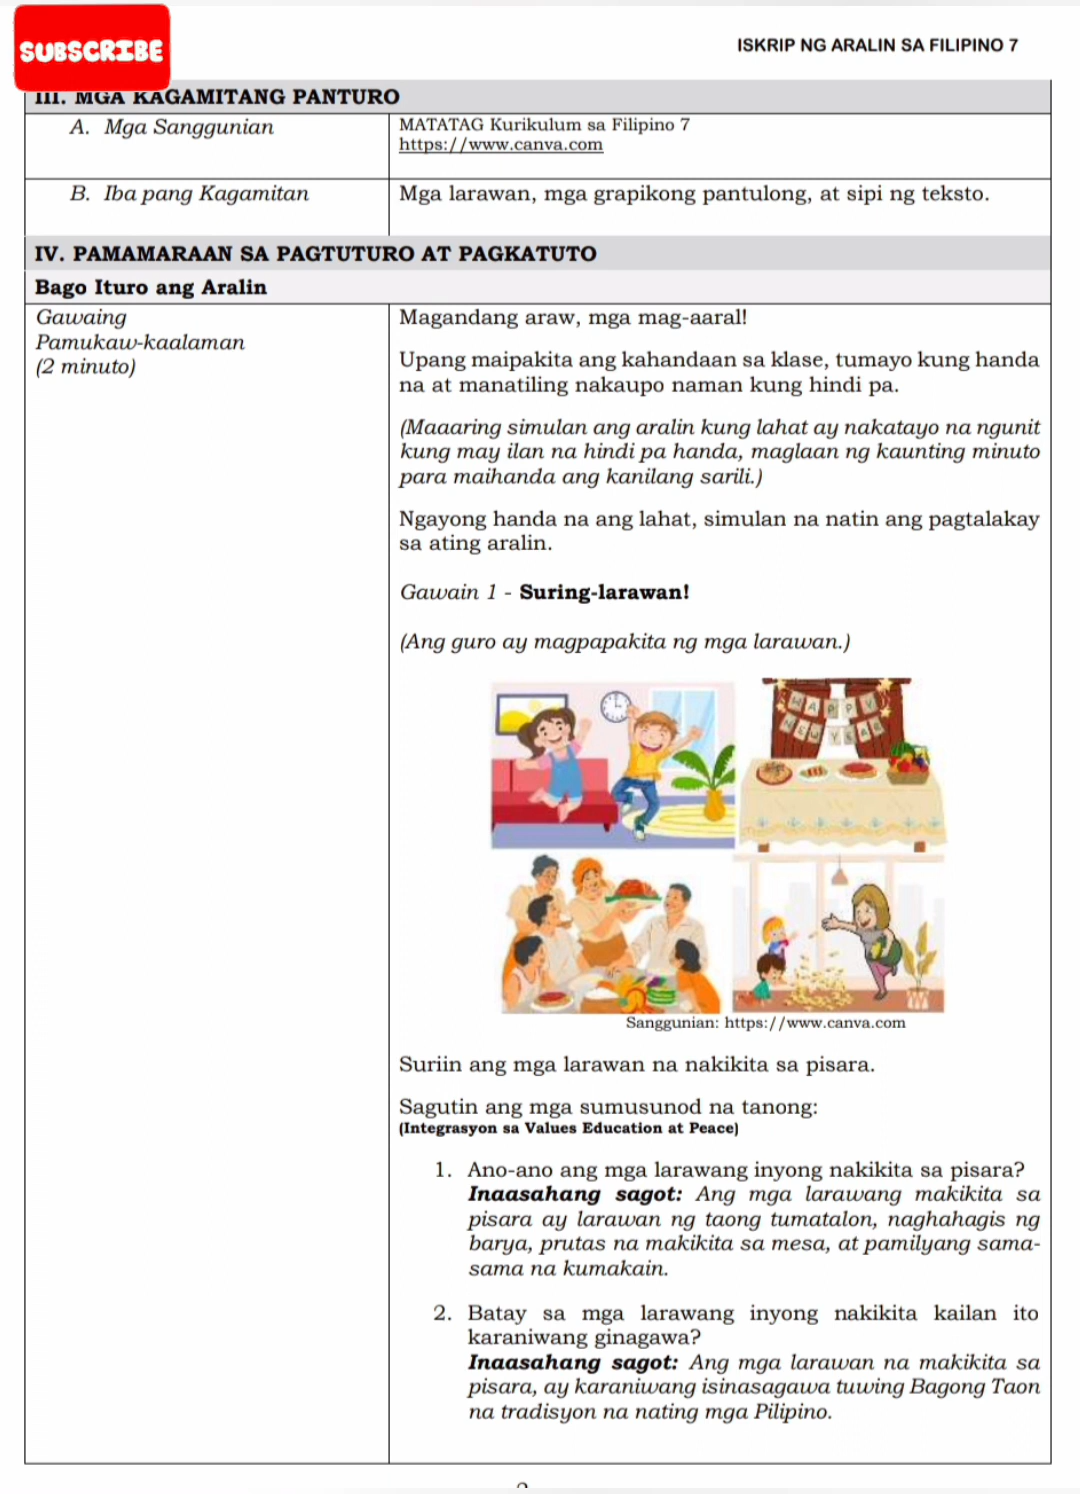 SUBSCRIBE
ISKRIP NG ARALIN SA FILIPINO 7
III. MGA KAGAMITANG PANTURO
A. Mga Sanggunian
MATATAG Kurikulum sa Filipino 7
https://www.canva.com
B. Iba pang Kagamitan
Mga larawan, mga grapikong pantulong, at sipi ng teksto.
IV. PAMAMARAAN SA PAGTUTURO AT PAGKATUTO
Bago Ituro ang Aralin
Gawaing
Pamukaw-kaalaman
(2 minuto)
Magandang araw, mga mag-aaral!
Upang maipakita ang kahandaan sa klase, tumayo kung handa
na at manatiling nakaupo naman kung hindi pa.
(Maaaring simulan ang aralin kung lahat ay nakatayo na ngunit
kung may ilan na hindi pa handa, maglaan ng kaunting minuto
para maihanda ang kanilang sarili.)
Ngayong handa na ang lahat, simulan na natin ang pagtalakay
sa ating aralin.
Gawain 1 - Suring-larawan!
(Ang guro ay magpapakita ng mga larawan.)
HAPPY
NEW YEAR
Sanggunian: https://www.canva.com
Suriin ang mga larawan na nakikita sa pisara.
Sagutin ang mga sumusunod na tanong:
(Integrasyon sa Values Education at Peace)
1. Ano-ano ang mga larawang inyong nakikita sa pisara?
Inaasahang sagot: Ang mga larawang makikita sa
pisara ay larawan ng taong tumatalon, naghahagis ng
barya, prutas na makikita sa mesa, at pamilyang sama-
sama na kumakain.
2. Batay sa mga larawang inyong nakikita kailan ito
karaniwang ginagawa?
Inaasahang sagot: Ang mga larawan na makikita sa
pisara, ay karaniwang isinasagawa tuwing Bagong Taon
na tradisyon na nating mga Pilipino.